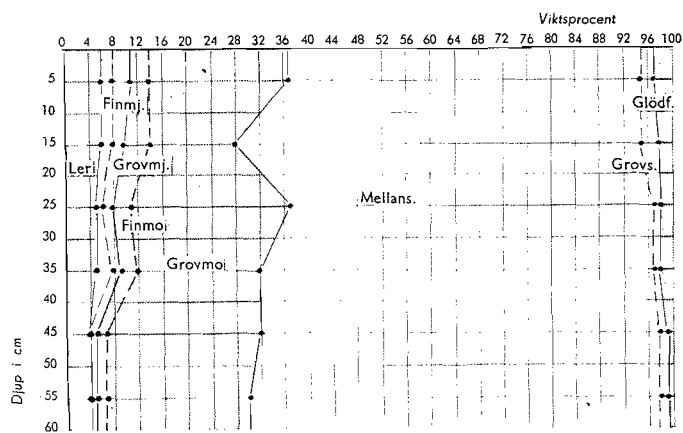 Viktsprocent
0 4 8 12 16 20 24 28 32 36 40 44 48 52 56 60 64 68 72 76 80 84 88 92 96 100
5
Finmj. Glödf.
10
15
Ler Grovmj. Grovs.
20
Mellans.
25
Finmo
30
Grovmo
35
40
45
50
55
60
Djup i cm